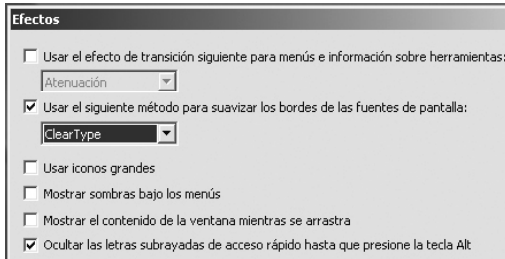 Efectos
Usar el efecto de transición siguiente para menús e información sobre herramientas:
Atenuación
Usar el siguiente método para suavizar los bordes de las fuentes de pantalla:
ClearType
Usar iconos grandes
Mostrar sombras bajo los menús
Mostrar el contenido de la ventana mientras se arrastra
Ocultar las letras subrayadas de acceso rápido hasta que presione la tecla Alt